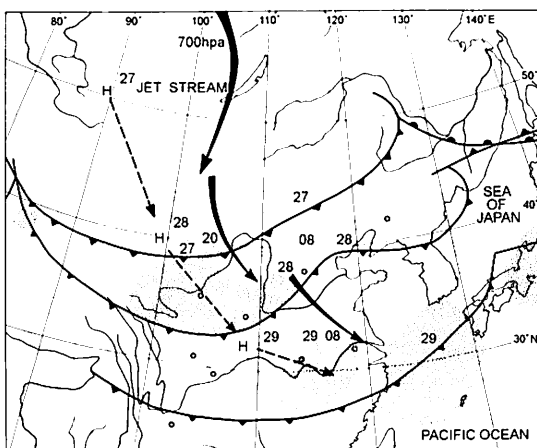 80° 90° 100° 110° 120° 130° 140°E
700hpa
H 27 JET STREAM
50°
27
28
H 20
27
08 28
SEA
OF
JAPAN
40°
28
29 29 08
H
29
30°N
PACIFIC OCEAN